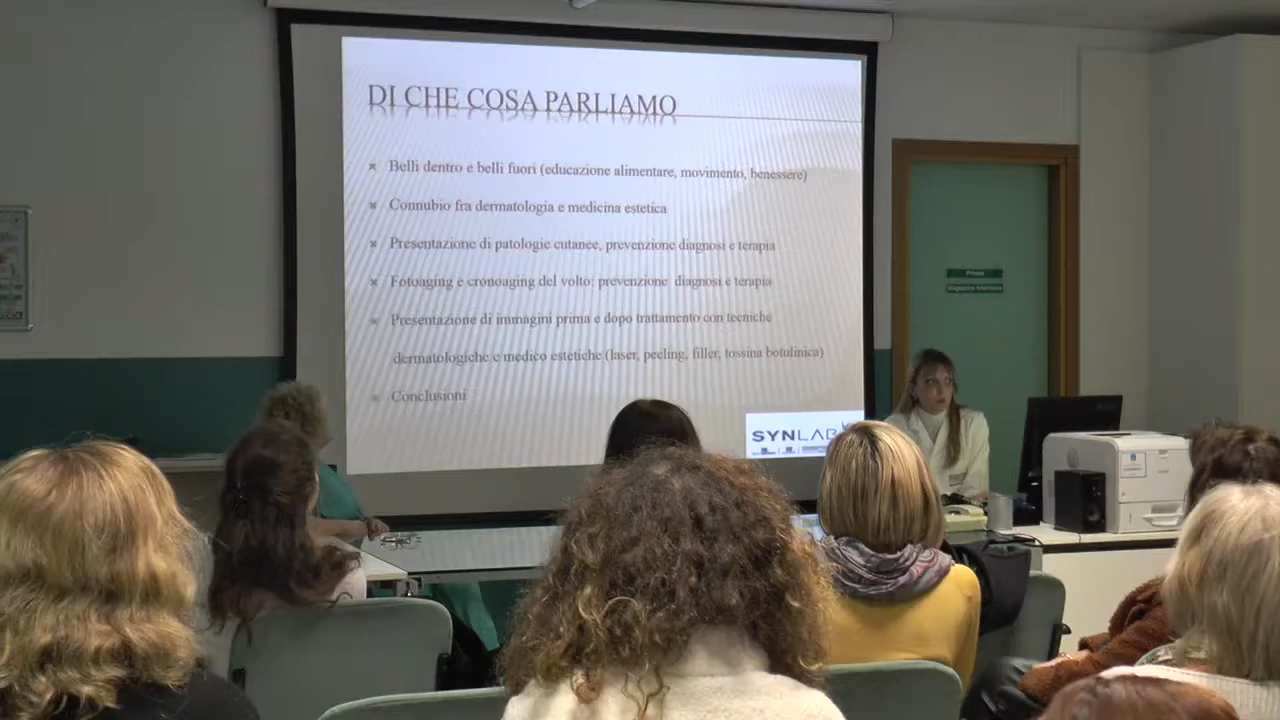 DI CHE COSA PARLIAMO
Belli dentro e belli fuori (educazione alimentare, movimento, benessere)
Connubio fra dermatologia e medicina estetica
Presentazione di patologie cutanee, prevenzione diagnosi e terapia
Fotoaging e cronoaging del volto: prevenzione diagnosi e terapia
Presentazione di immagini prima e dopo trattamento con tecniche
dermatologiche e medico estetiche (laser, peeling, filler, tossina botulinica)
Conclusioni
SYNLAB
Privato